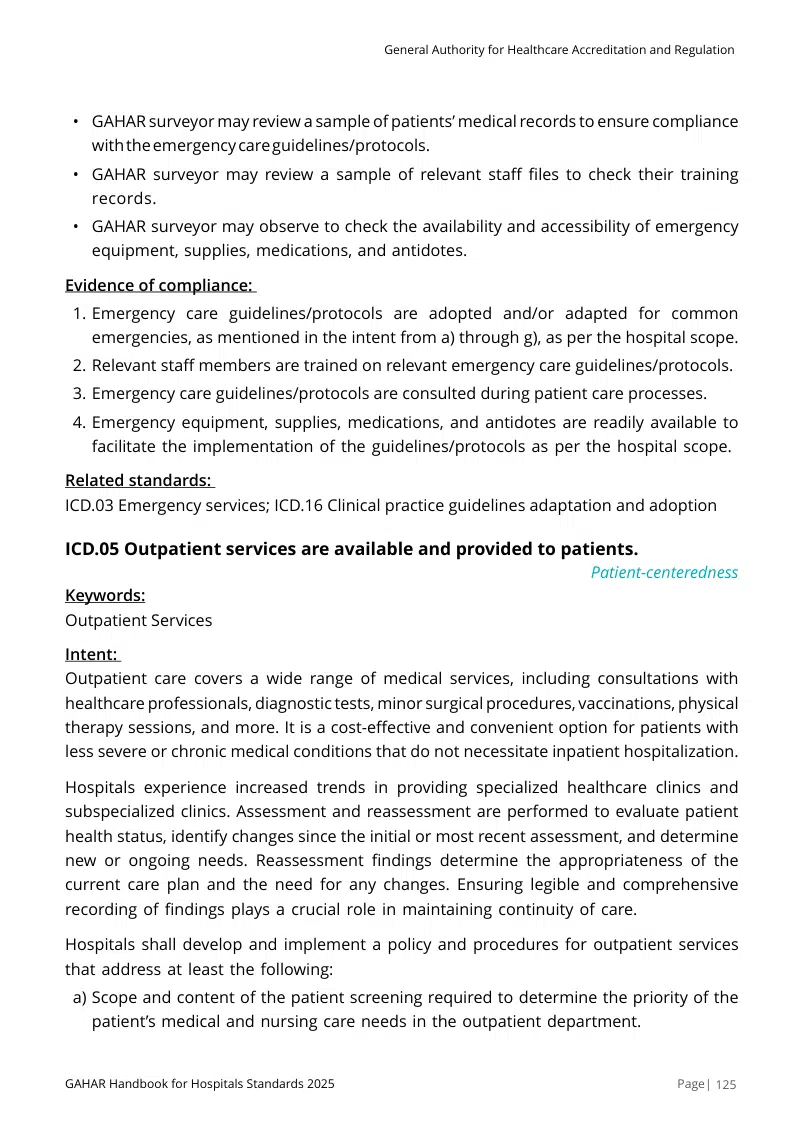 General Authority for Healthcare Accreditation and Regulation
• GAHAR surveyor may review a sample of patients’ medical records to ensure compliance
with the emergency care guidelines/protocols.
• GAHAR surveyor may review a sample of relevant staff files to check their training
records.
• GAHAR surveyor may observe to check the availability and accessibility of emergency
equipment, supplies, medications, and antidotes.
Evidence of compliance:
1. Emergency care guidelines/protocols are adopted and/or adapted for common
emergencies, as mentioned in the intent from a) through g), as per the hospital scope.
2. Relevant staff members are trained on relevant emergency care guidelines/protocols.
3. Emergency care guidelines/protocols are consulted during patient care processes.
4. Emergency equipment, supplies, medications, and antidotes are readily available to
facilitate the implementation of the guidelines/protocols as per the hospital scope.
Related standards:
ICD.03 Emergency services; ICD.16 Clinical practice guidelines adaptation and adoption
ICD.05 Outpatient services are available and provided to patients.
Patient-centeredness
Keywords:
Outpatient Services
Intent:
Outpatient care covers a wide range of medical services, including consultations with
healthcare professionals, diagnostic tests, minor surgical procedures, vaccinations, physical
therapy sessions, and more. It is a cost-effective and convenient option for patients with
less severe or chronic medical conditions that do not necessitate inpatient hospitalization.
Hospitals experience increased trends in providing specialized healthcare clinics and
subspecialized clinics. Assessment and reassessment are performed to evaluate patient
health status, identify changes since the initial or most recent assessment, and determine
new or ongoing needs. Reassessment findings determine the appropriateness of the
current care plan and the need for any changes. Ensuring legible and comprehensive
recording of findings plays a crucial role in maintaining continuity of care.
Hospitals shall develop and implement a policy and procedures for outpatient services
that address at least the following:
a) Scope and content of the patient screening required to determine the priority of the
patient’s medical and nursing care needs in the outpatient department.
GAHAR Handbook for Hospitals Standards 2025
Page| 125